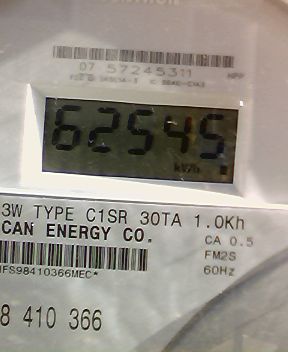 07 57245311
62545
kWh
3W TYPE C1SR 30TA 1.0Kh
CAN ENERGY CO.
CA 0.5
FM2S
60Hz
IFS98410366MEC*
8 410 366